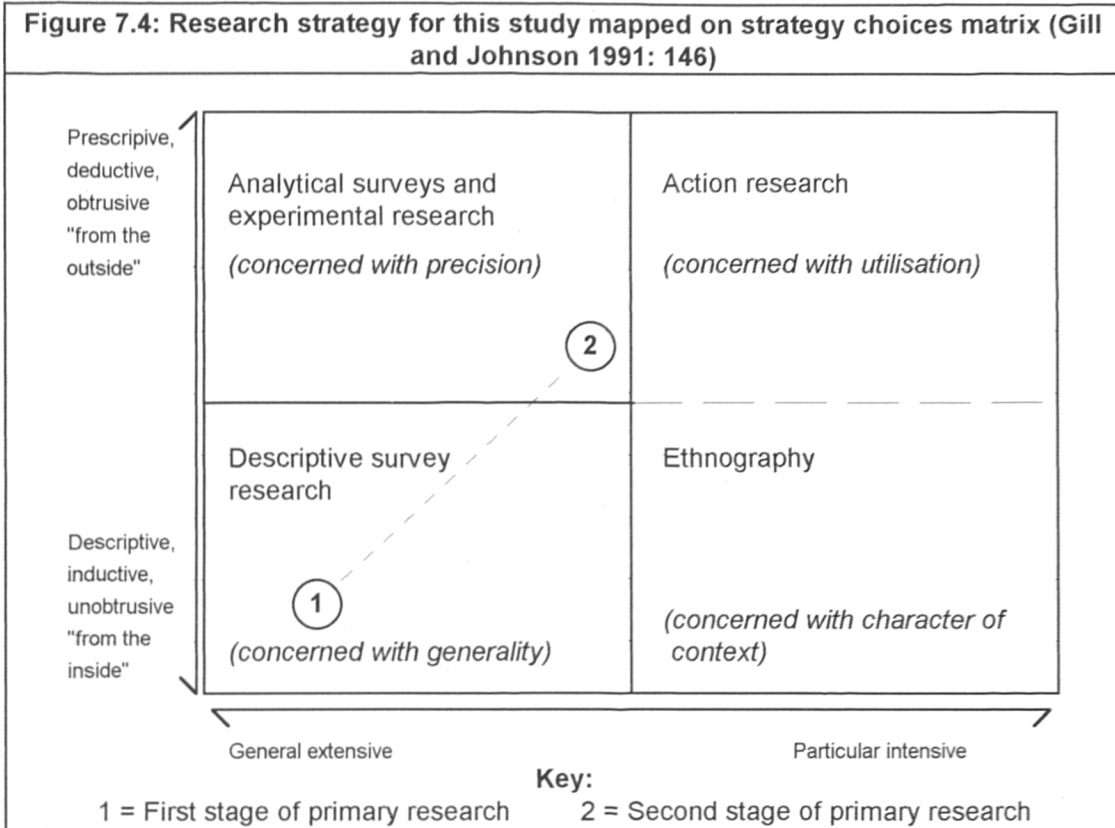 Figure 7.4: Research strategy for this study mapped on strategy choices matrix (Gill
and Johnson 1991: 146)
Prescripive,
deductive,
obtrusive
"from the
outside"
Analytical surveys and
experimental research
(concerned with precision)
Action research
(concerned with utilisation)
2
Descriptive survey
research
Ethnography
Descriptive,
inductive,
unobtrusive
"from the
inside"
1
(concerned with generality)
(concerned with character of
context)
General extensive
Particular intensive
Key:
1 = First stage of primary research 2 = Second stage of primary research